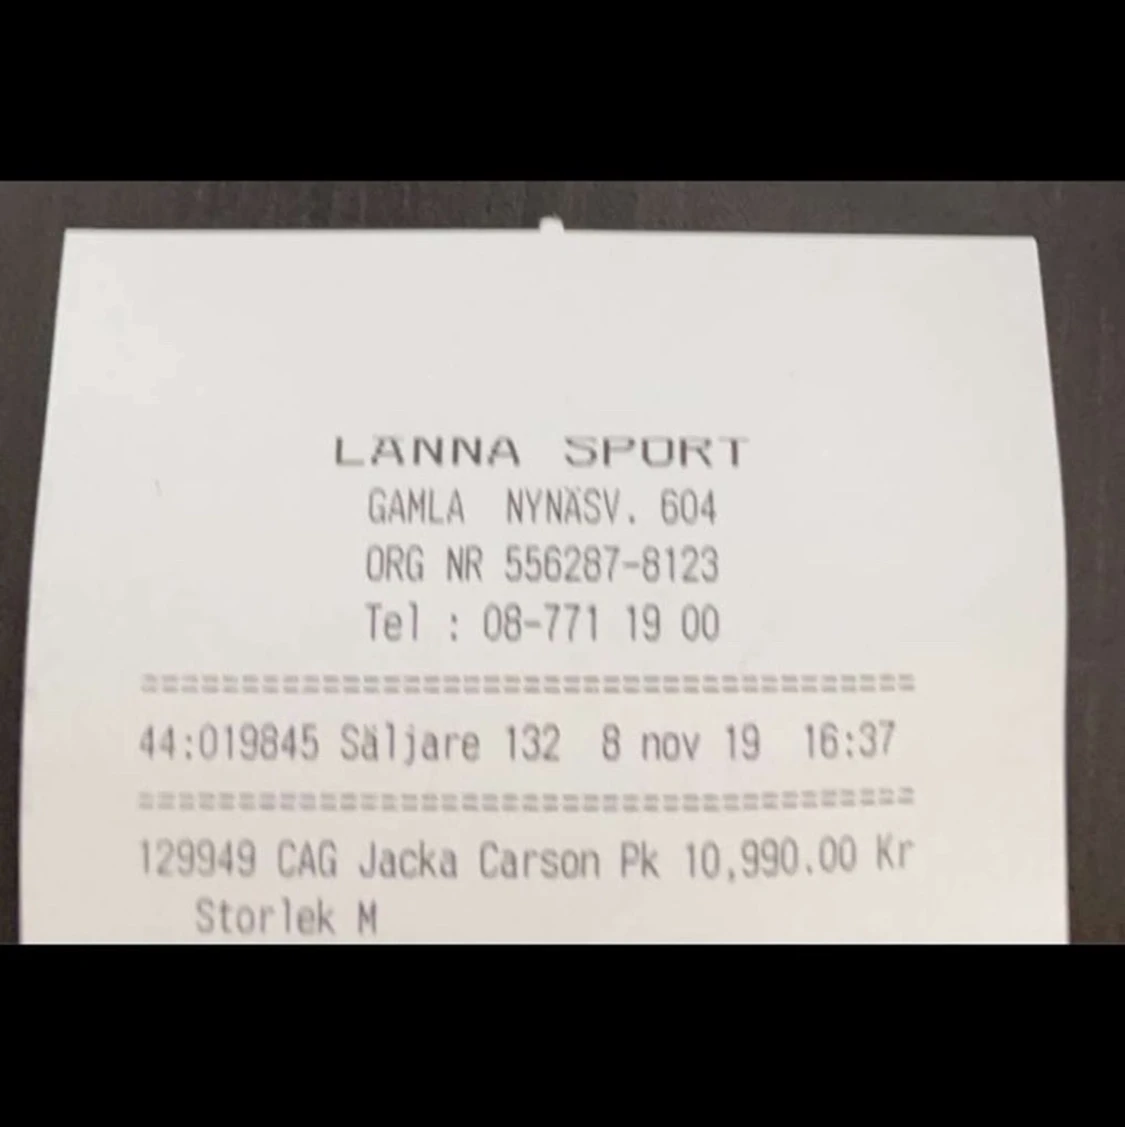 LÄNNA SPORT
GAMLA NYNÄSV. 604
ORG NR 556287-8123
Tel : 08-771 19 00
=======================================
44:019845 Säljare 132 8 nov 19 16:37
=======================================
129949 CAG Jacka Carson Pk 10,990.00 Kr
Storlek M